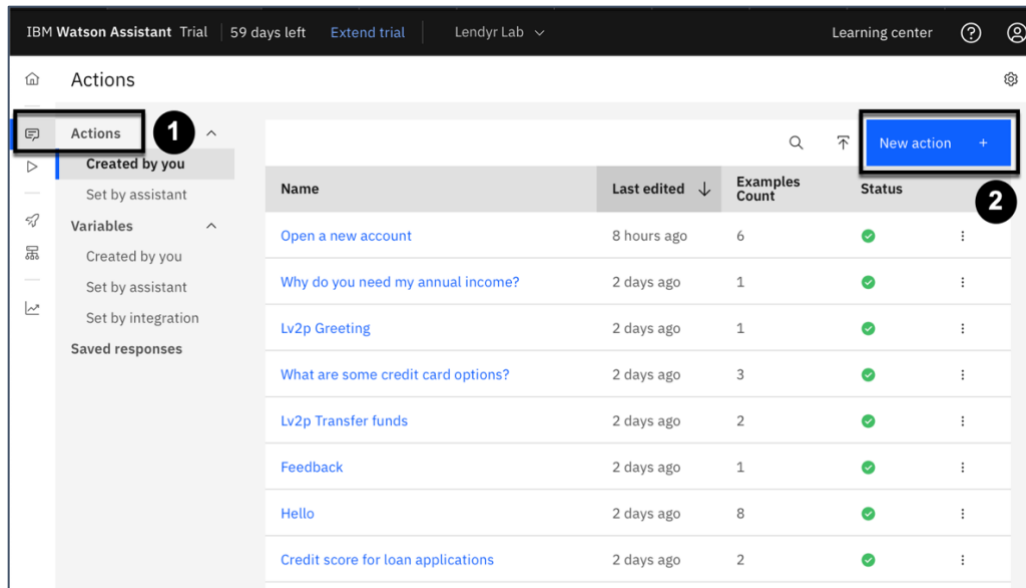 IBM Watson Assistant Trial 59 days left Extend trial Lendyr Lab Learning center
Actions
Actions 1
Created by you
Set by assistant
Variables
Created by you
Set by assistant
Set by integration
Saved responses
New action +
2
Name Last edited Examples Count Status
Open a new account 8 hours ago 6
Why do you need my annual income? 2 days ago 1
Lv2p Greeting 2 days ago 1
What are some credit card options? 2 days ago 3
Lv2p Transfer funds 2 days ago 2
Feedback 2 days ago 1
Hello 2 days ago 8
Credit score for loan applications 2 days ago 2